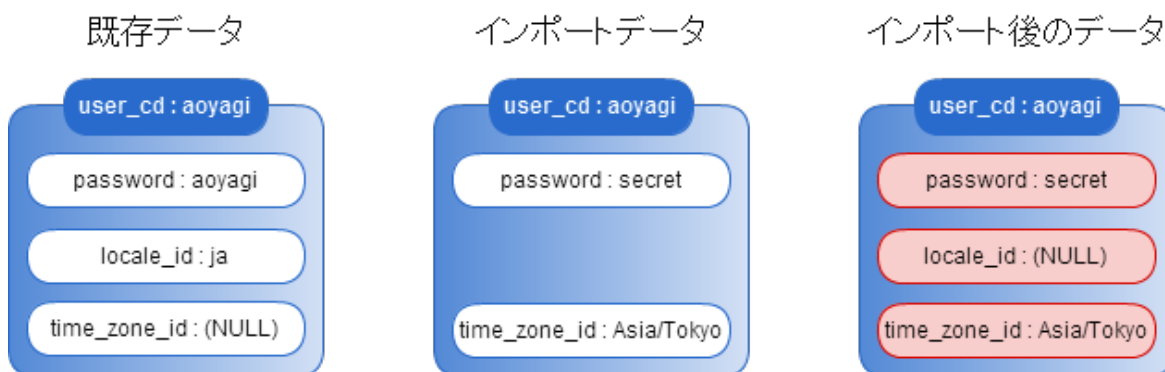 既存データ
インポートデータ
インポート後のデータ
user_cd : aoyagi
password : aoyagi
locale_id : ja
time_zone_id : (NULL)
user_cd : aoyagi
password : secret
time_zone_id : Asia/Tokyo
user_cd : aoyagi
password : secret
locale_id : (NULL)
time_zone_id : Asia/Tokyo